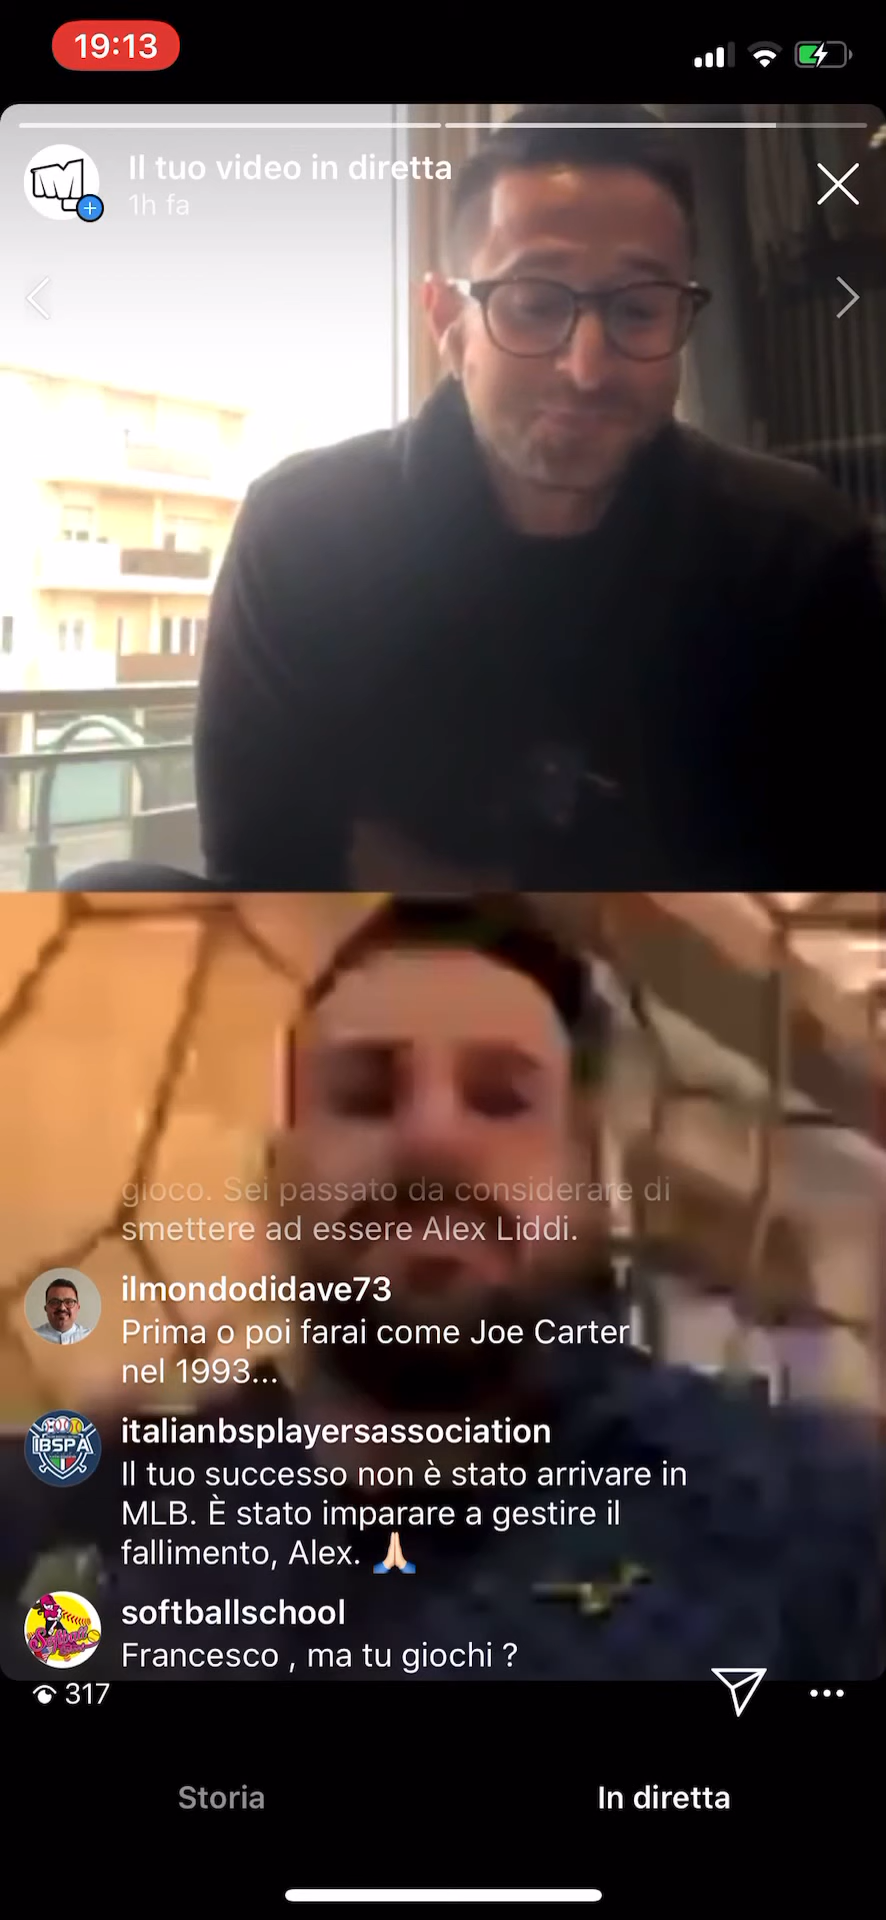 19:13
Il tuo video in diretta
1h fa
gioco. Sei passato da considerare di
smettere ad essere Alex Liddi.
ilmondodidave73
Prima o poi farai come Joe Carter
nel 1993...
italianbsplayersassociation
IBSPA
Il tuo successo non è stato arrivare in
MLB. È stato imparare a gestire il
fallimento, Alex. 🙏🏻
softballschool
Softball
Francesco , ma tu giochi ?
317
Storia
In diretta